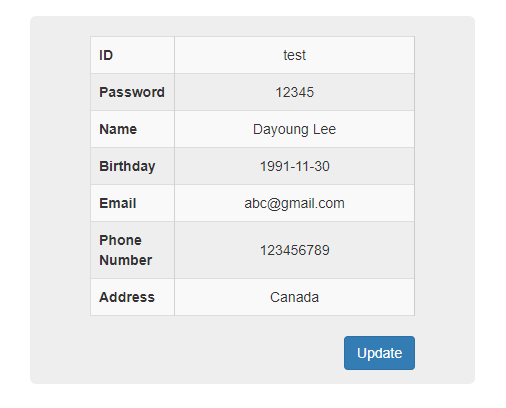 ID test
Password 12345
Name Dayoung Lee
Birthday 1991-11-30
Email abc@gmail.com
Phone
Number 123456789
Address Canada
Update